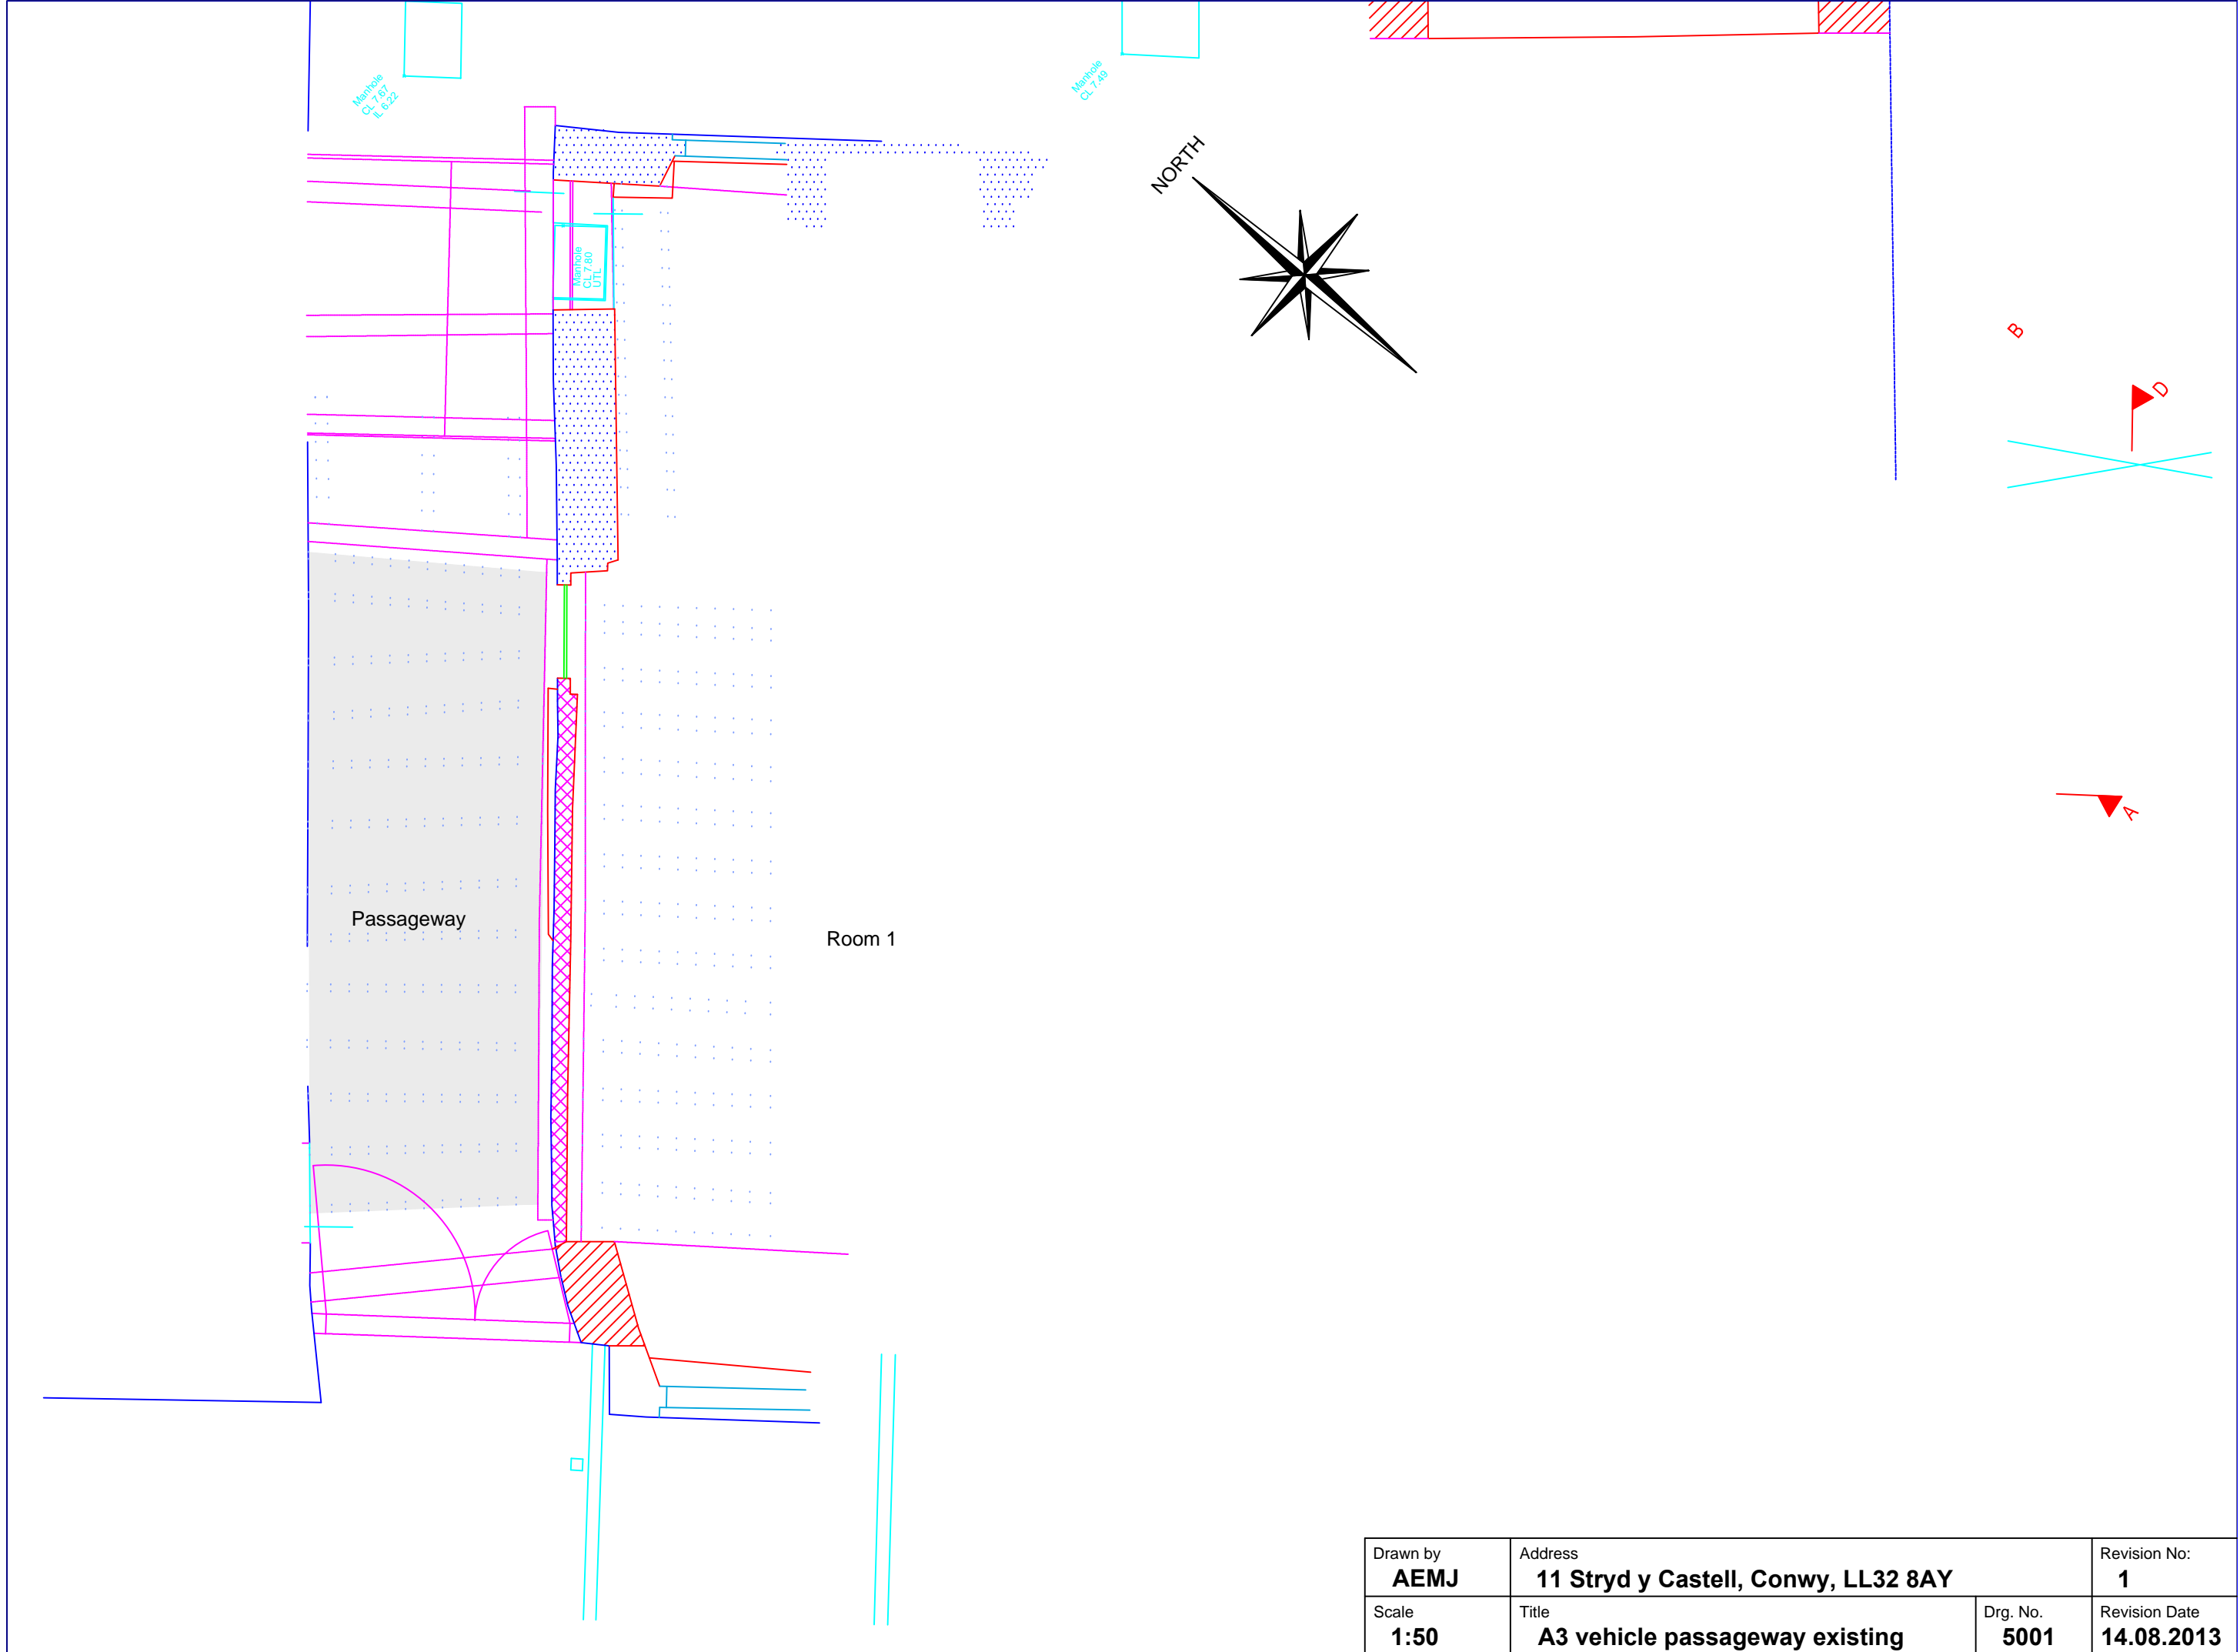 Manhole
CL 7.67
IL 6.22
Manhole
CL 7.49
NORTH
Manhole
CL 7.80
UTL
B
D
A
Passageway
Room 1
Drawn by
AEMJ
Address
11 Stryd y Castell, Conwy, LL32 8AY
Revision No:
1
Scale
1:50
Title
A3 vehicle passageway existing
Drg. No.
5001
Revision Date
14.08.2013